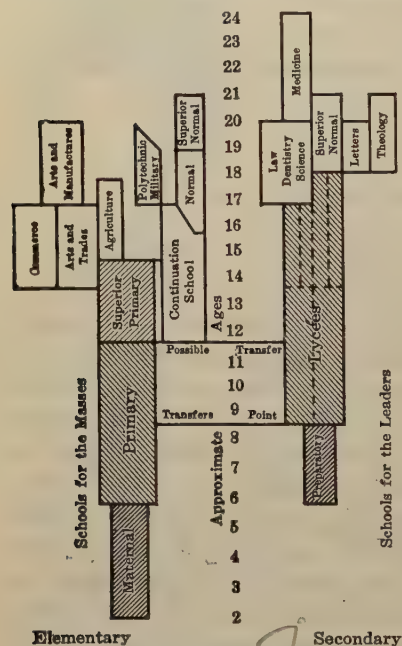 24
23
22
21
20
19
18
17
16
15
14
13
12
11
10
9
8
7
6
5
4
3
2
Ages
Approximate
Schools for the Masses
Schools for the Leaders
Commerce
Arts and
Trades
Arts and
Manufactures
Agriculture
Superior
Primary
Primary
Maternal
Polytechnic
Military
Superior
Normal
Normal
Continuation
School
Possible Transfer
Transfers Point
Medicine
Law
Dentistry
Science
Superior
Normal
Letters
Theology
Lycées
Preparatory
Elementary
Secondary